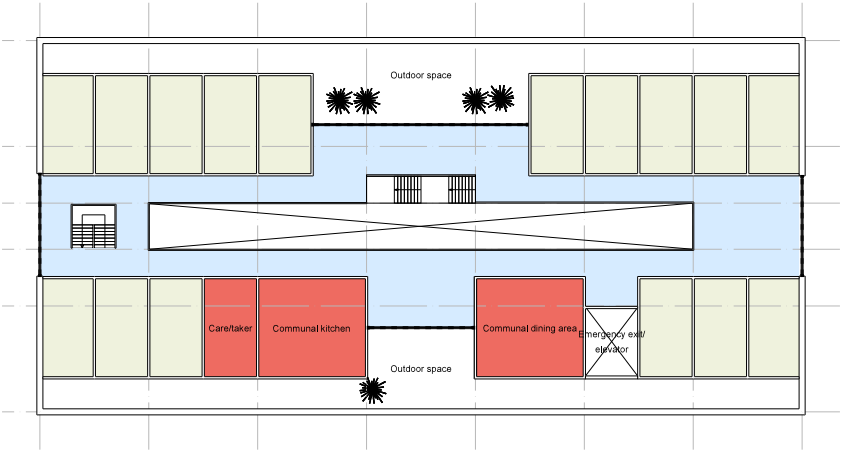 Outdoor space
Care/taker
Communal kitchen
Communal dining area
Emergency exit/
elevator
Outdoor space